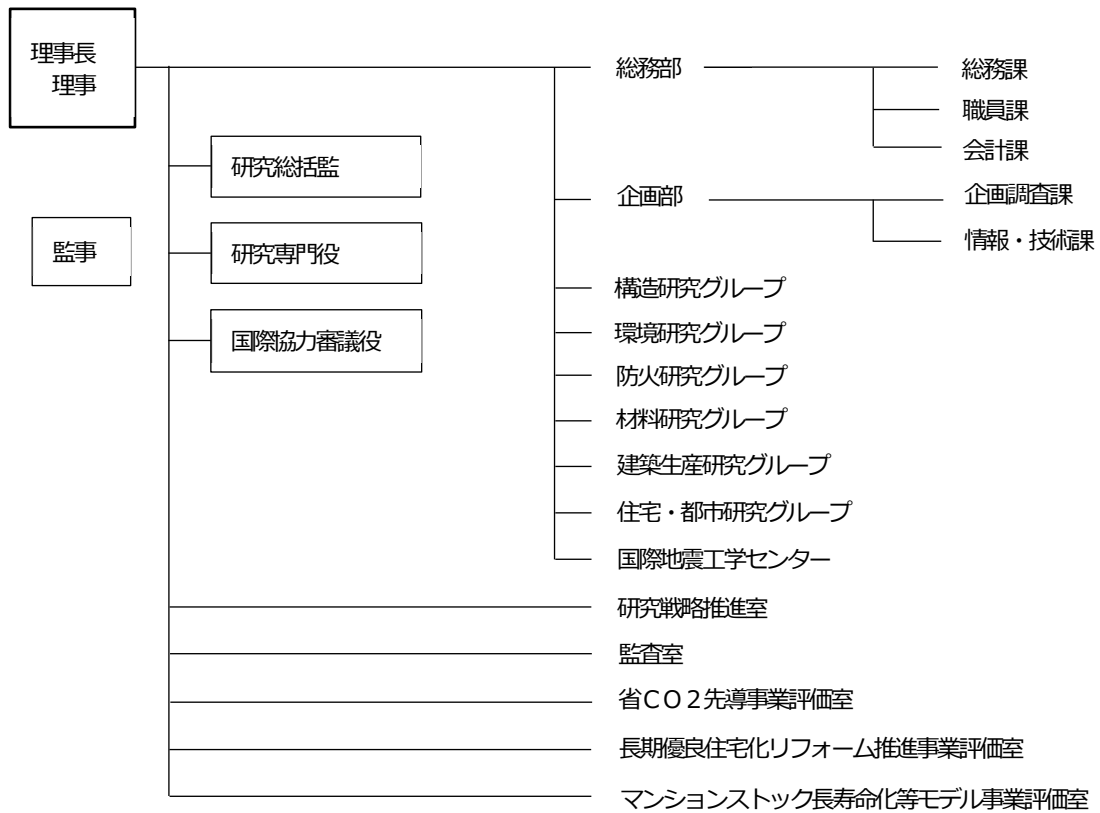 理事長
理事
監事
研究総括監
研究専門役
国際協力審議役
総務部
総務課
職員課
会計課
企画部
企画調査課
情報・技術課
構造研究グループ
環境研究グループ
防火研究グループ
材料研究グループ
建築生産研究グループ
住宅・都市研究グループ
国際地震工学センター
研究戦略推進室
監査室
省CO2先導事業評価室
長期優良住宅化リフォーム推進事業評価室
マンションストック長寿命化等モデル事業評価室